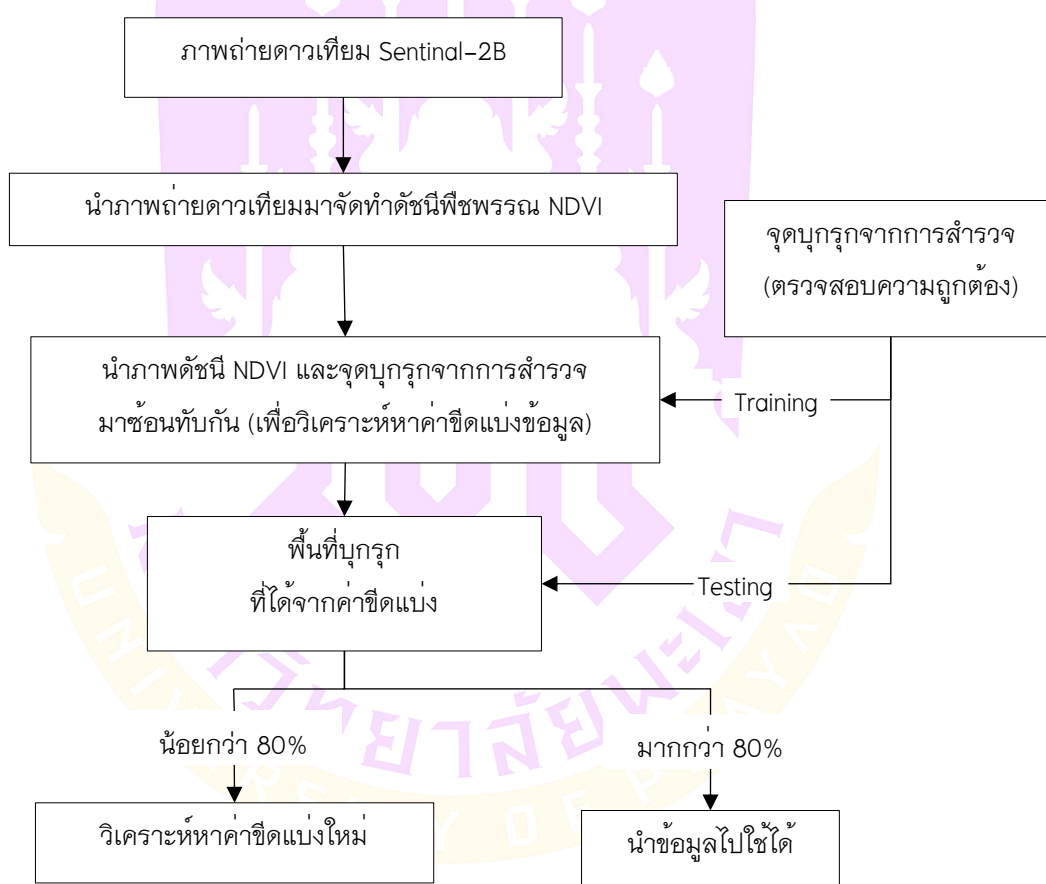 ภาพถ่ายดาวเทียม Sentinal-2B
นำภาพถ่ายดาวเทียมมาจัดทำดัชนีพืชพรรณ NDVI
จุดบุกรุกจากการสำรวจ
(ตรวจสอบความถูกต้อง)
นำภาพดัชนี NDVI และจุดบุกรุกจากการสำรวจ
มาซ้อนทับกัน (เพื่อวิเคราะห์หาค่าขีดแบ่งข้อมูล)
Training
พื้นที่บุกรุก
ที่ได้จากค่าขีดแบ่ง
Testing
น้อยกว่า 80%
มากกว่า 80%
วิเคราะห์หาค่าขีดแบ่งใหม่
นำข้อมูลไปใช้ได้